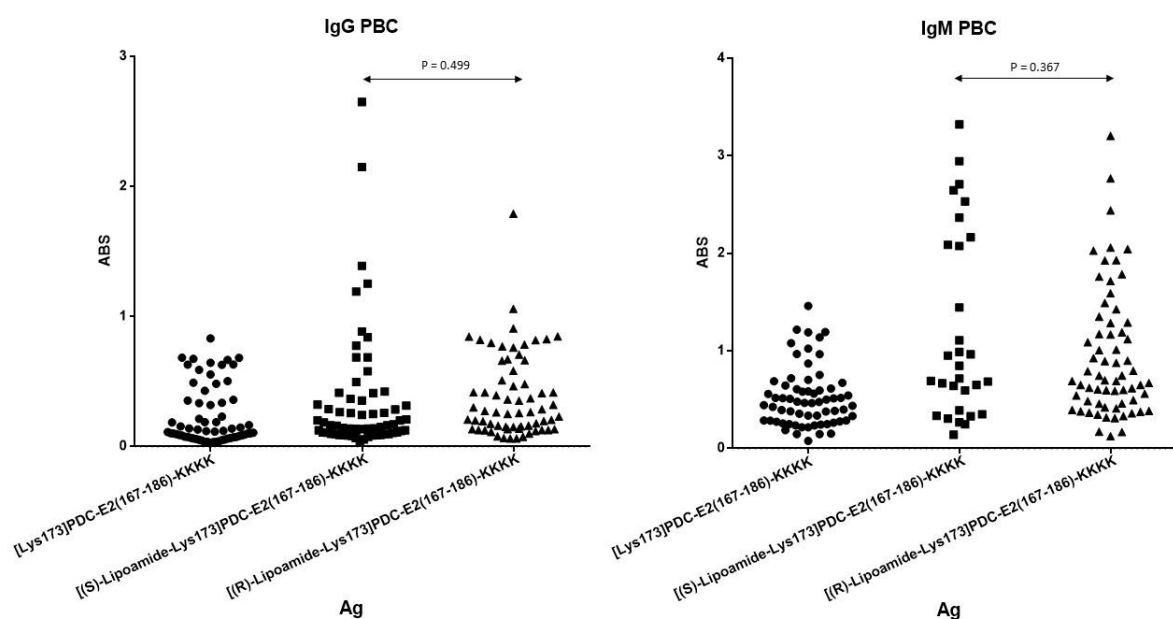 IgG PBC
3
P = 0.499
2
ABS
1
0
[Lys173]PDC-E2(167-186)-KKKK
[(S)-Lipoamide-Lys173]PDC-E2(167-186)-KKKK
[(R)-Lipoamide-Lys173]PDC-E2(167-186)-KKKK
Ag
IgM PBC
4
P = 0.367
3
ABS
2
1
0
[Lys173]PDC-E2(167-186)-KKKK
[(S)-Lipoamide-Lys173]PDC-E2(167-186)-KKKK
[(R)-Lipoamide-Lys173]PDC-E2(167-186)-KKKK
Ag